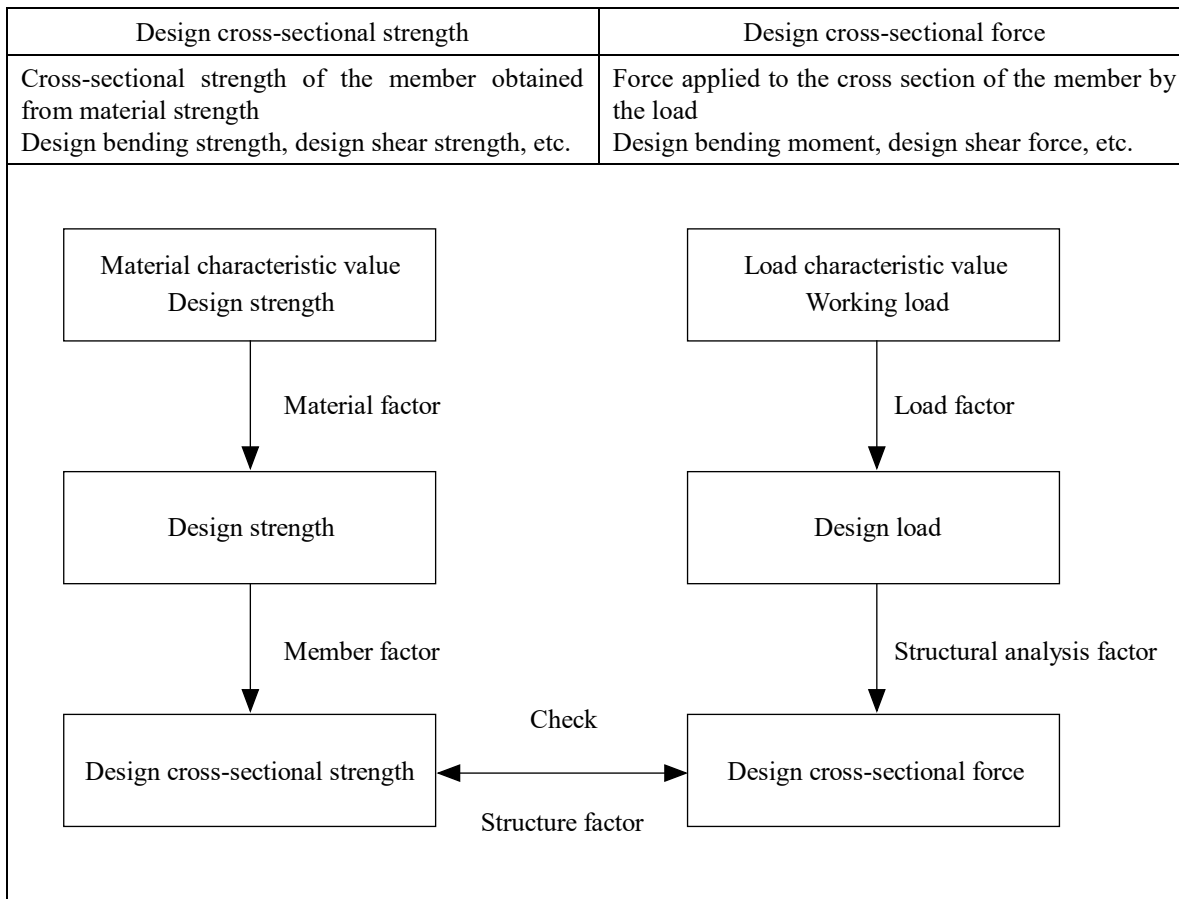 Design cross-sectional strength
Design cross-sectional force
Cross-sectional strength of the member obtained
from material strength
Design bending strength, design shear strength, etc.
Force applied to the cross section of the member by
the load
Design bending moment, design shear force, etc.
Material characteristic value
Design strength
Load characteristic value
Working load
Material factor
Load factor
Design strength
Design load
Member factor
Structural analysis factor
Check
Design cross-sectional strength
Design cross-sectional force
Structure factor